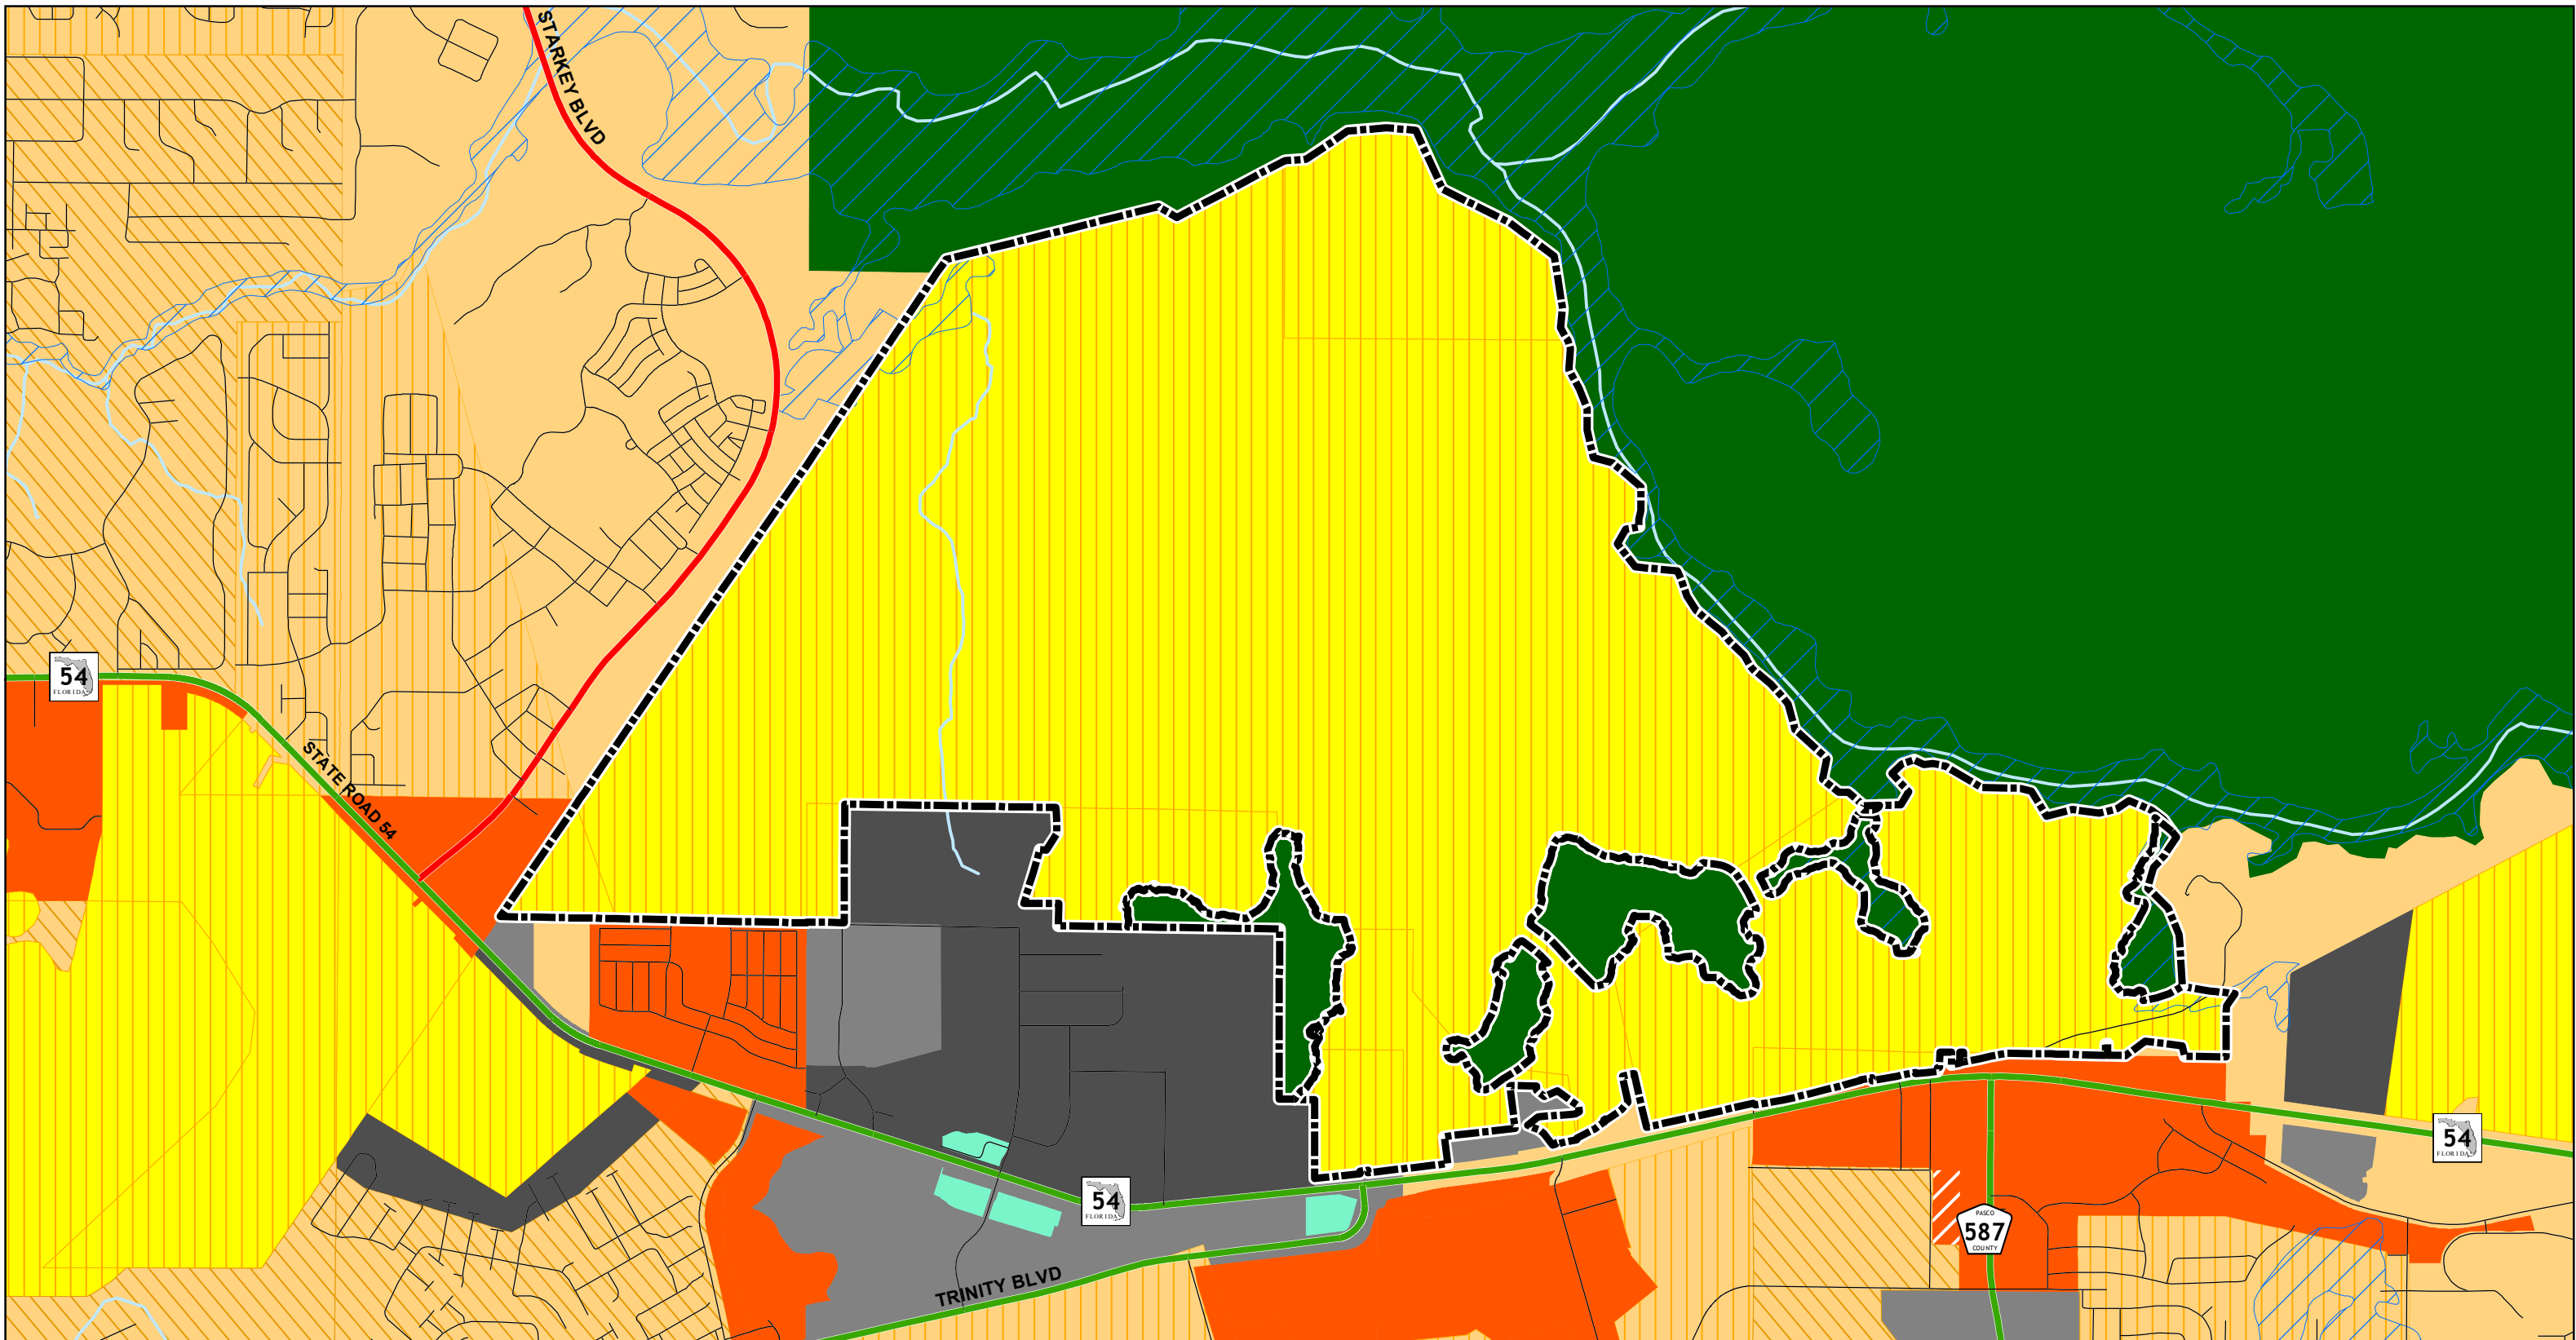 STARKEY BLVD
54
FLORIDA
STATE ROAD 54
54
FLORIDA
54
FLORIDA
PASCO
587
COUNTY
TRINITY BLVD